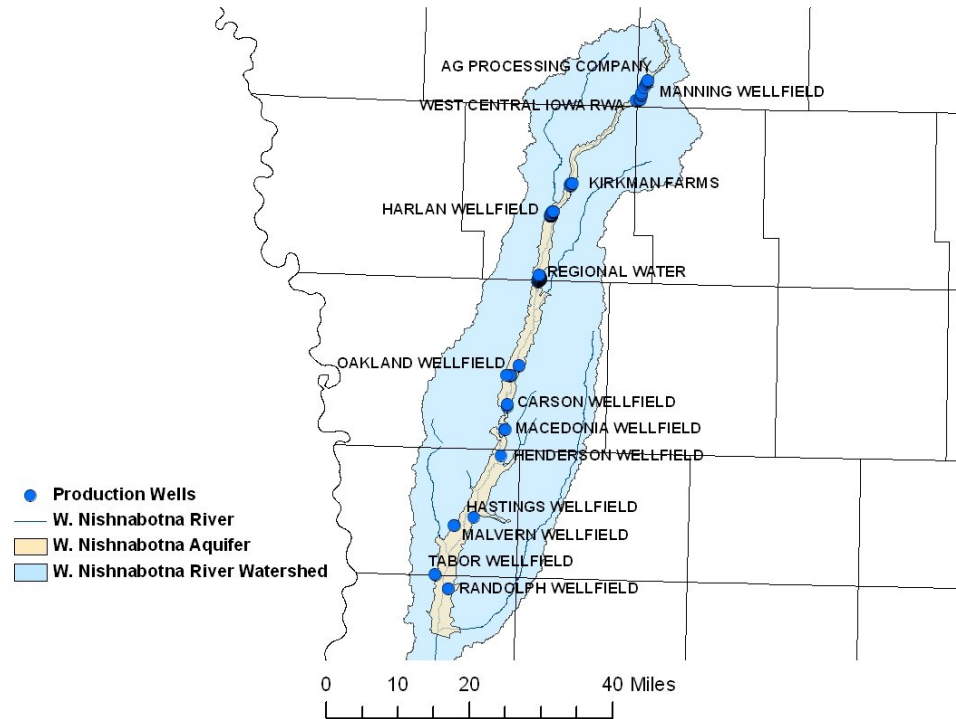 AG PROCESSING COMPANY
MANNING WELLFIELD
WEST CENTRAL IOWA RWA
KIRKMAN FARMS
HARLAN WELLFIELD
REGIONAL WATER
OAKLAND WELLFIELD
CARSON WELLFIELD
MACEDONIA WELLFIELD
HENDERSON WELLFIELD
HASTINGS WELLFIELD
MALVERN WELLFIELD
TABOR WELLFIELD
RANDOLPH WELLFIELD
Production Wells
W. Nishnabotna River
W. Nishnabotna Aquifer
W. Nishnabotna River Watershed
0 10 20 40 Miles